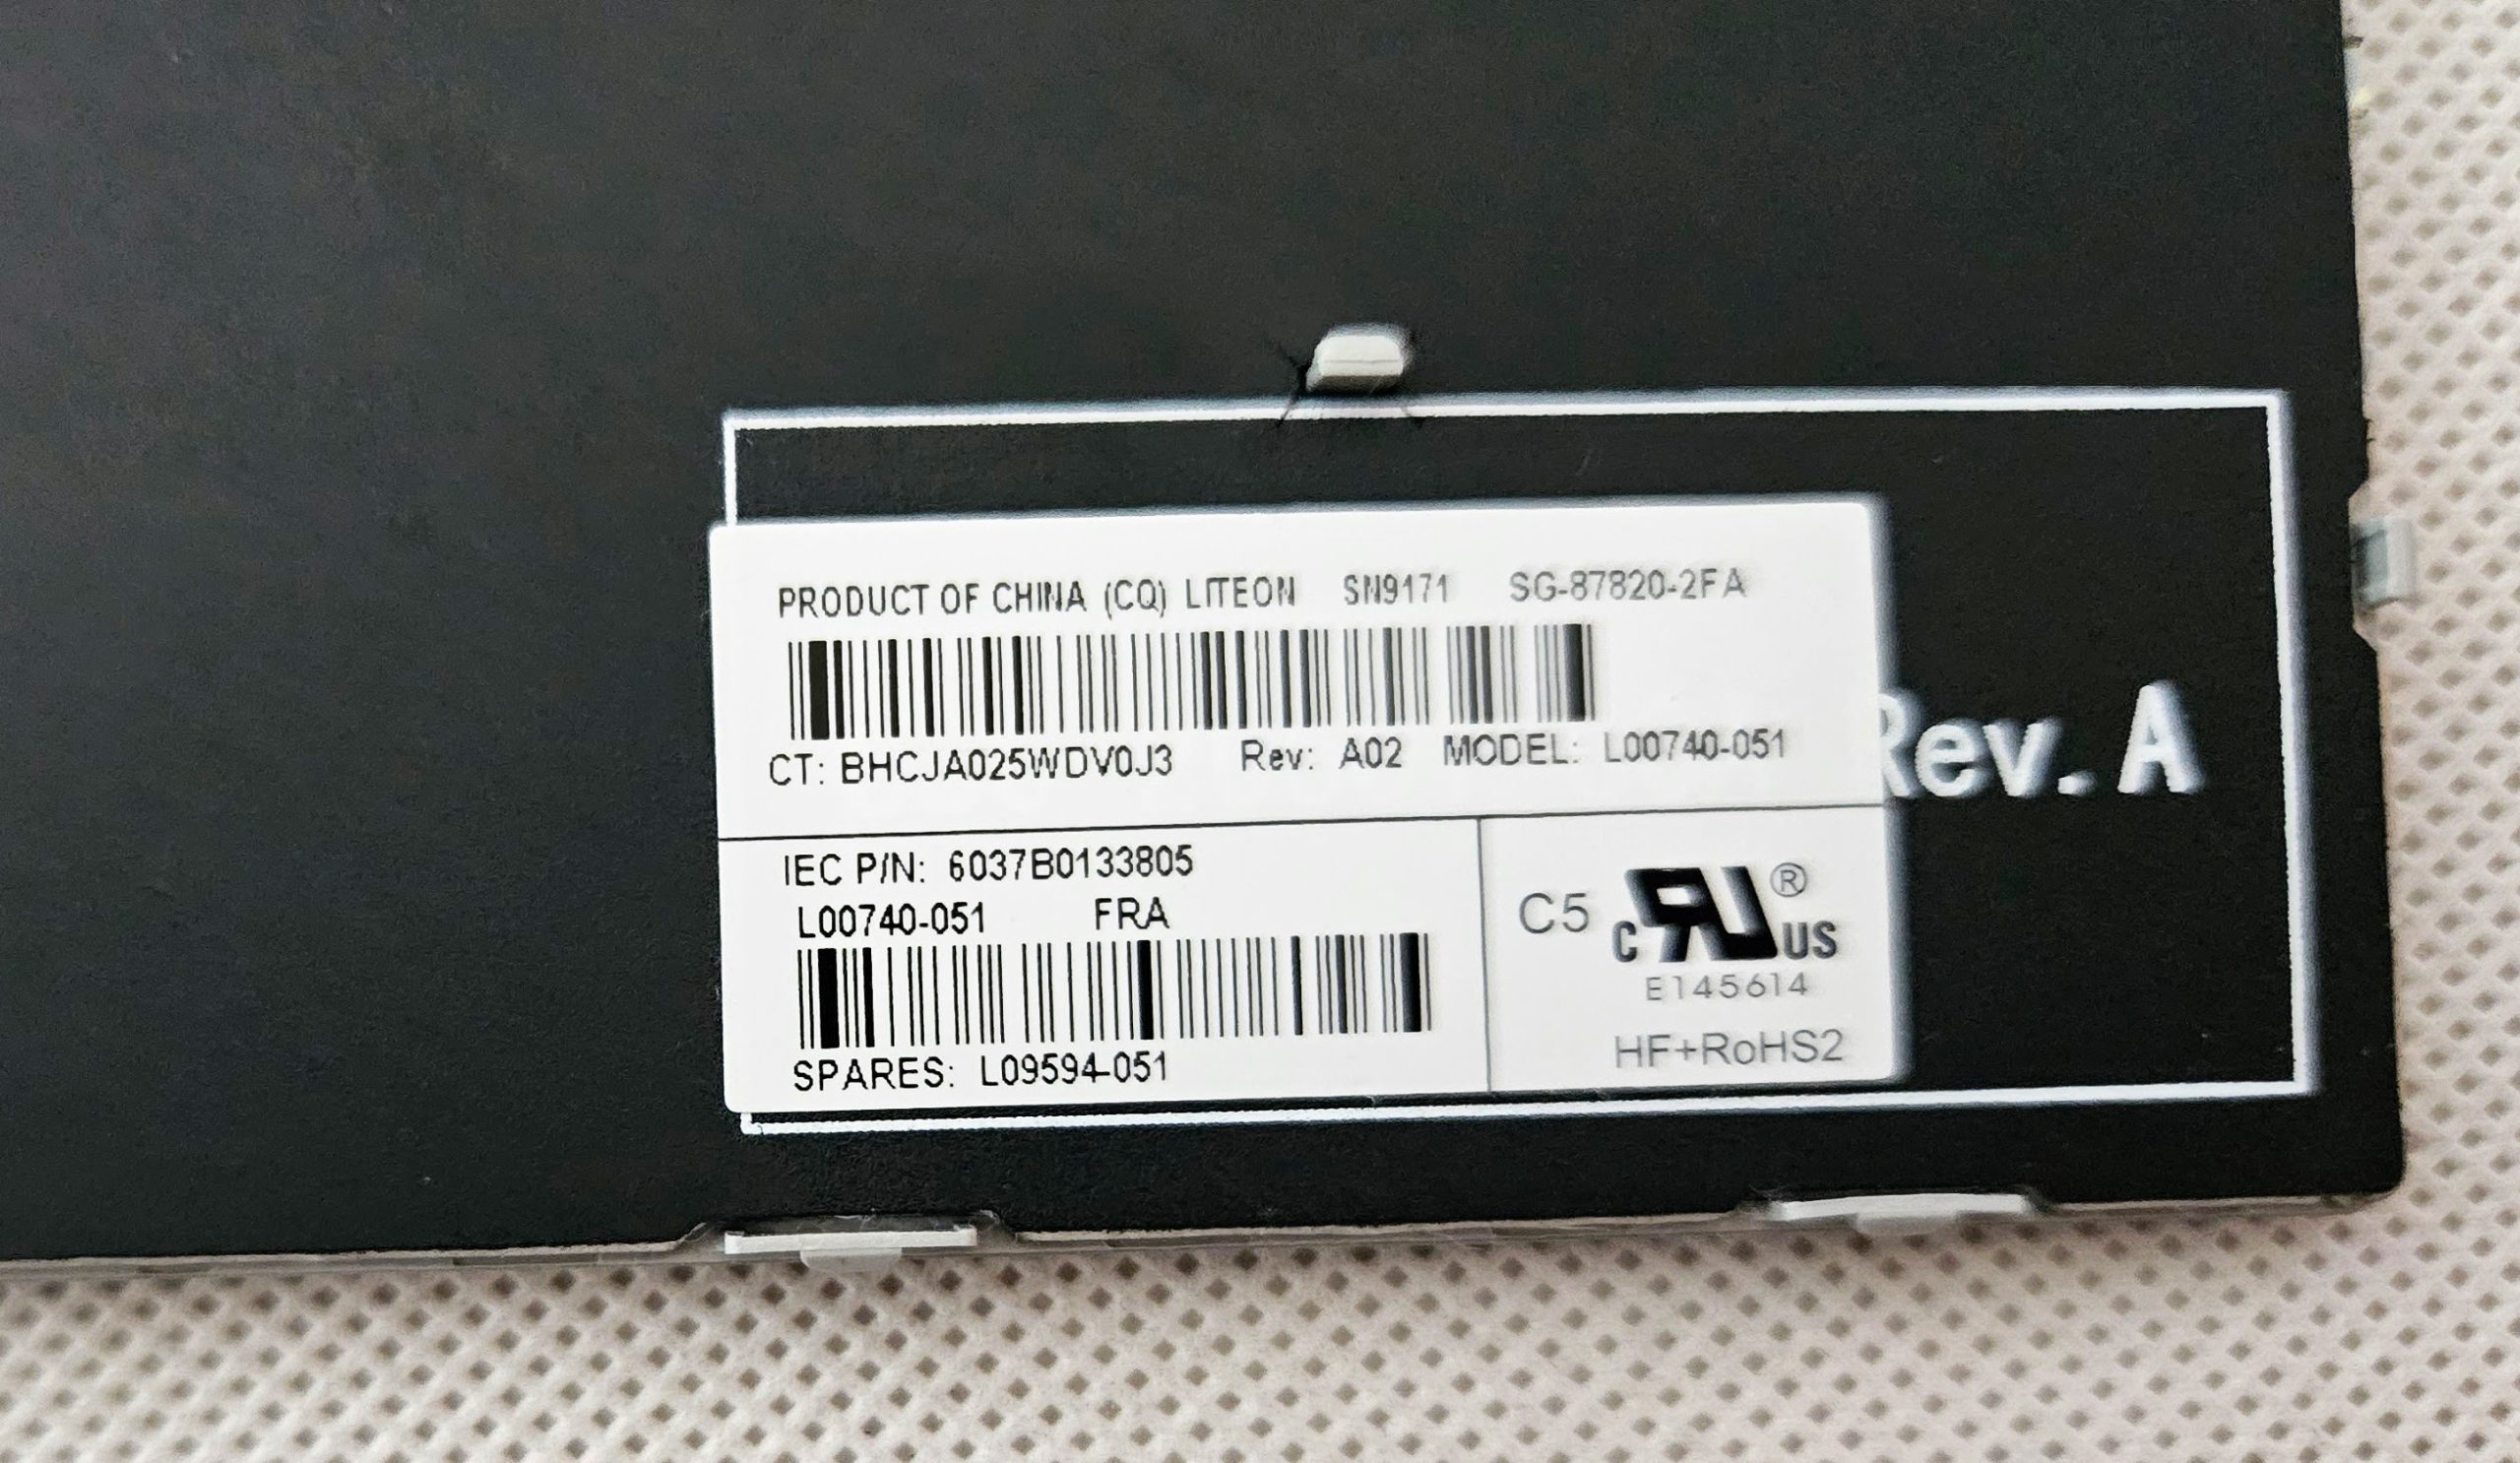 PRODUCT OF CHINA (CQ) LITEON SN9171 SG-87820-2FA
CT: BHCJA025WDV0J3 Rev: A02 MODEL: L00740-051
Rev. A
IEC P/N: 6037B0133805
L00740-051 FRA
SPARES: L09594-051
C5 c RU ® US
E145614
HF+RoHS2